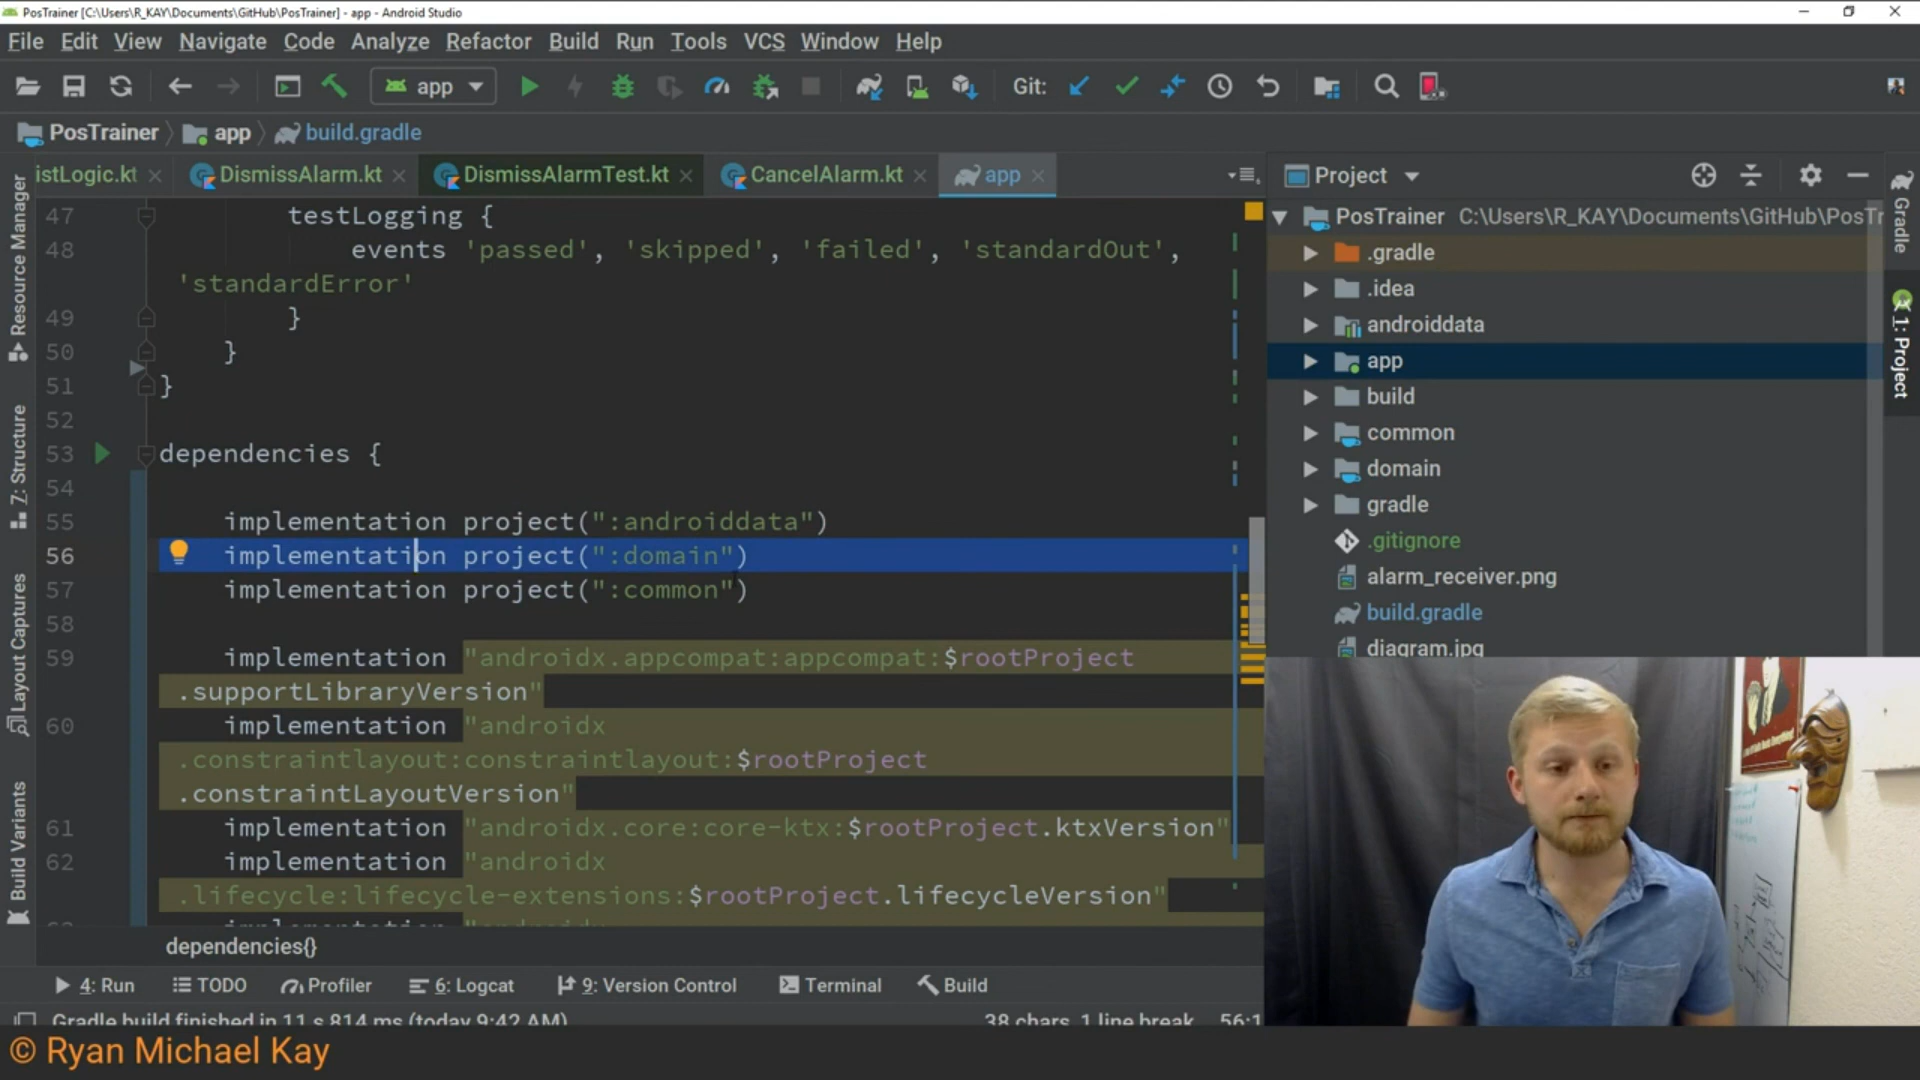 PosTrainer [C:\Users\R_KAY\Documents\GitHub\PosTrainer] - app - Android Studio
File Edit View Navigate Code Analyze Refactor Build Run Tools VCS Window Help
app Git:
PosTrainer app build.gradle
istLogic.kt DismissAlarm.kt DismissAlarmTest.kt CancelAlarm.kt app
47 testLogging {
48 events 'passed', 'skipped', 'failed', 'standardOut',
'standardError'
49 }
50 }
51 }
52
53 dependencies {
54
55 implementation project(":androiddata")
56 implementation project(":domain")
57 implementation project(":common")
58
59 implementation "androidx.appcompat:appcompat:$rootProject
.supportLibraryVersion"
60 implementation "androidx
.constraintlayout:constraintlayout:$rootProject
.constraintLayoutVersion"
61 implementation "androidx.core:core-ktx:$rootProject.ktxVersion"
62 implementation "androidx
.lifecycle:lifecycle-extensions:$rootProject.lifecycleVersion"
dependencies{}
Project
PosTrainer C:\Users\R_KAY\Documents\GitHub\PosTr
.gradle
.idea
androiddata
app
build
common
domain
gradle
.gitignore
alarm_receiver.png
build.gradle
diagram.jpg
Resource Manager
7: Structure
Layout Captures
Build Variants
Gradle
1: Project
4: Run TODO Profiler 6: Logcat 9: Version Control Terminal Build
Gradle build finished in 11 s 814 ms (today 9:42 AM) 38 chars, 1 line break 56:1
© Ryan Michael Kay